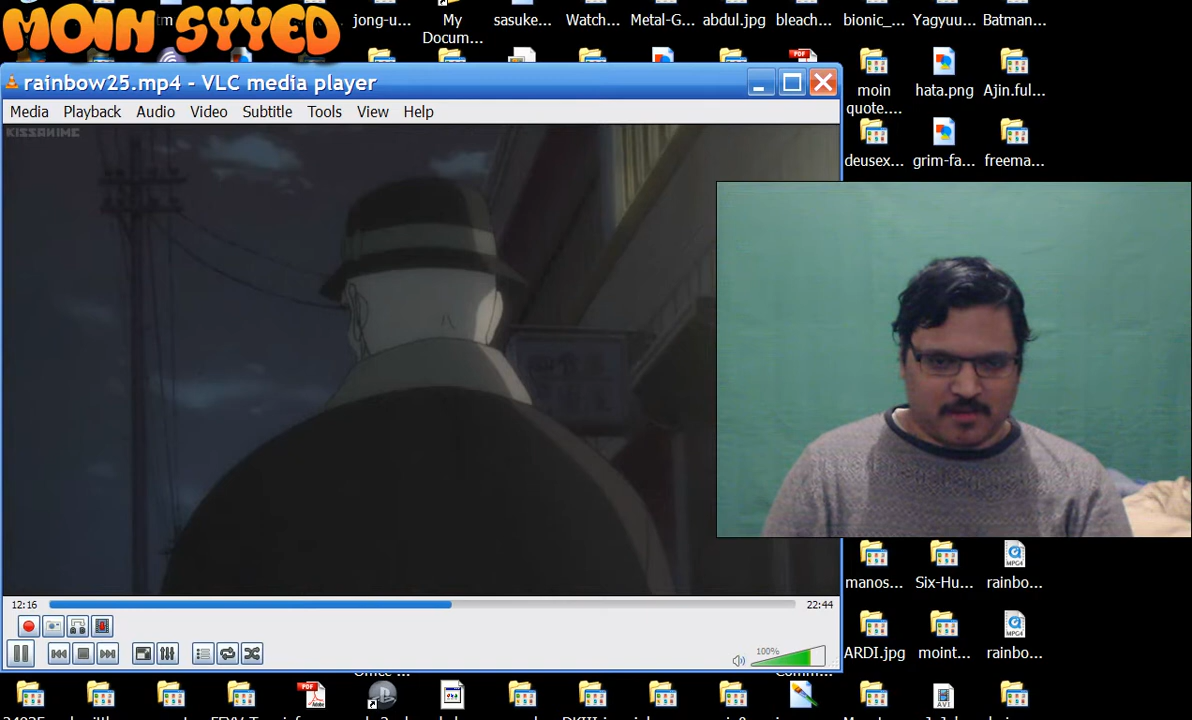 MOIN SYYED
jong-u...
My Docum...
sasuke...
Watch...
Metal-G...
abdul.jpg
bleach...
bionic_...
Yagyuu...
Batman...
rainbow25.mp4 - VLC media player
Media Playback Audio Video Subtitle Tools View Help
KISSANIME
moin quote....
hata.png
Ajin.ful...
deusex...
grim-fa...
freema...
12:16
22:44
100%
manos...
Six-Hu...
rainbo...
ARDI.jpg
moint...
rainbo...